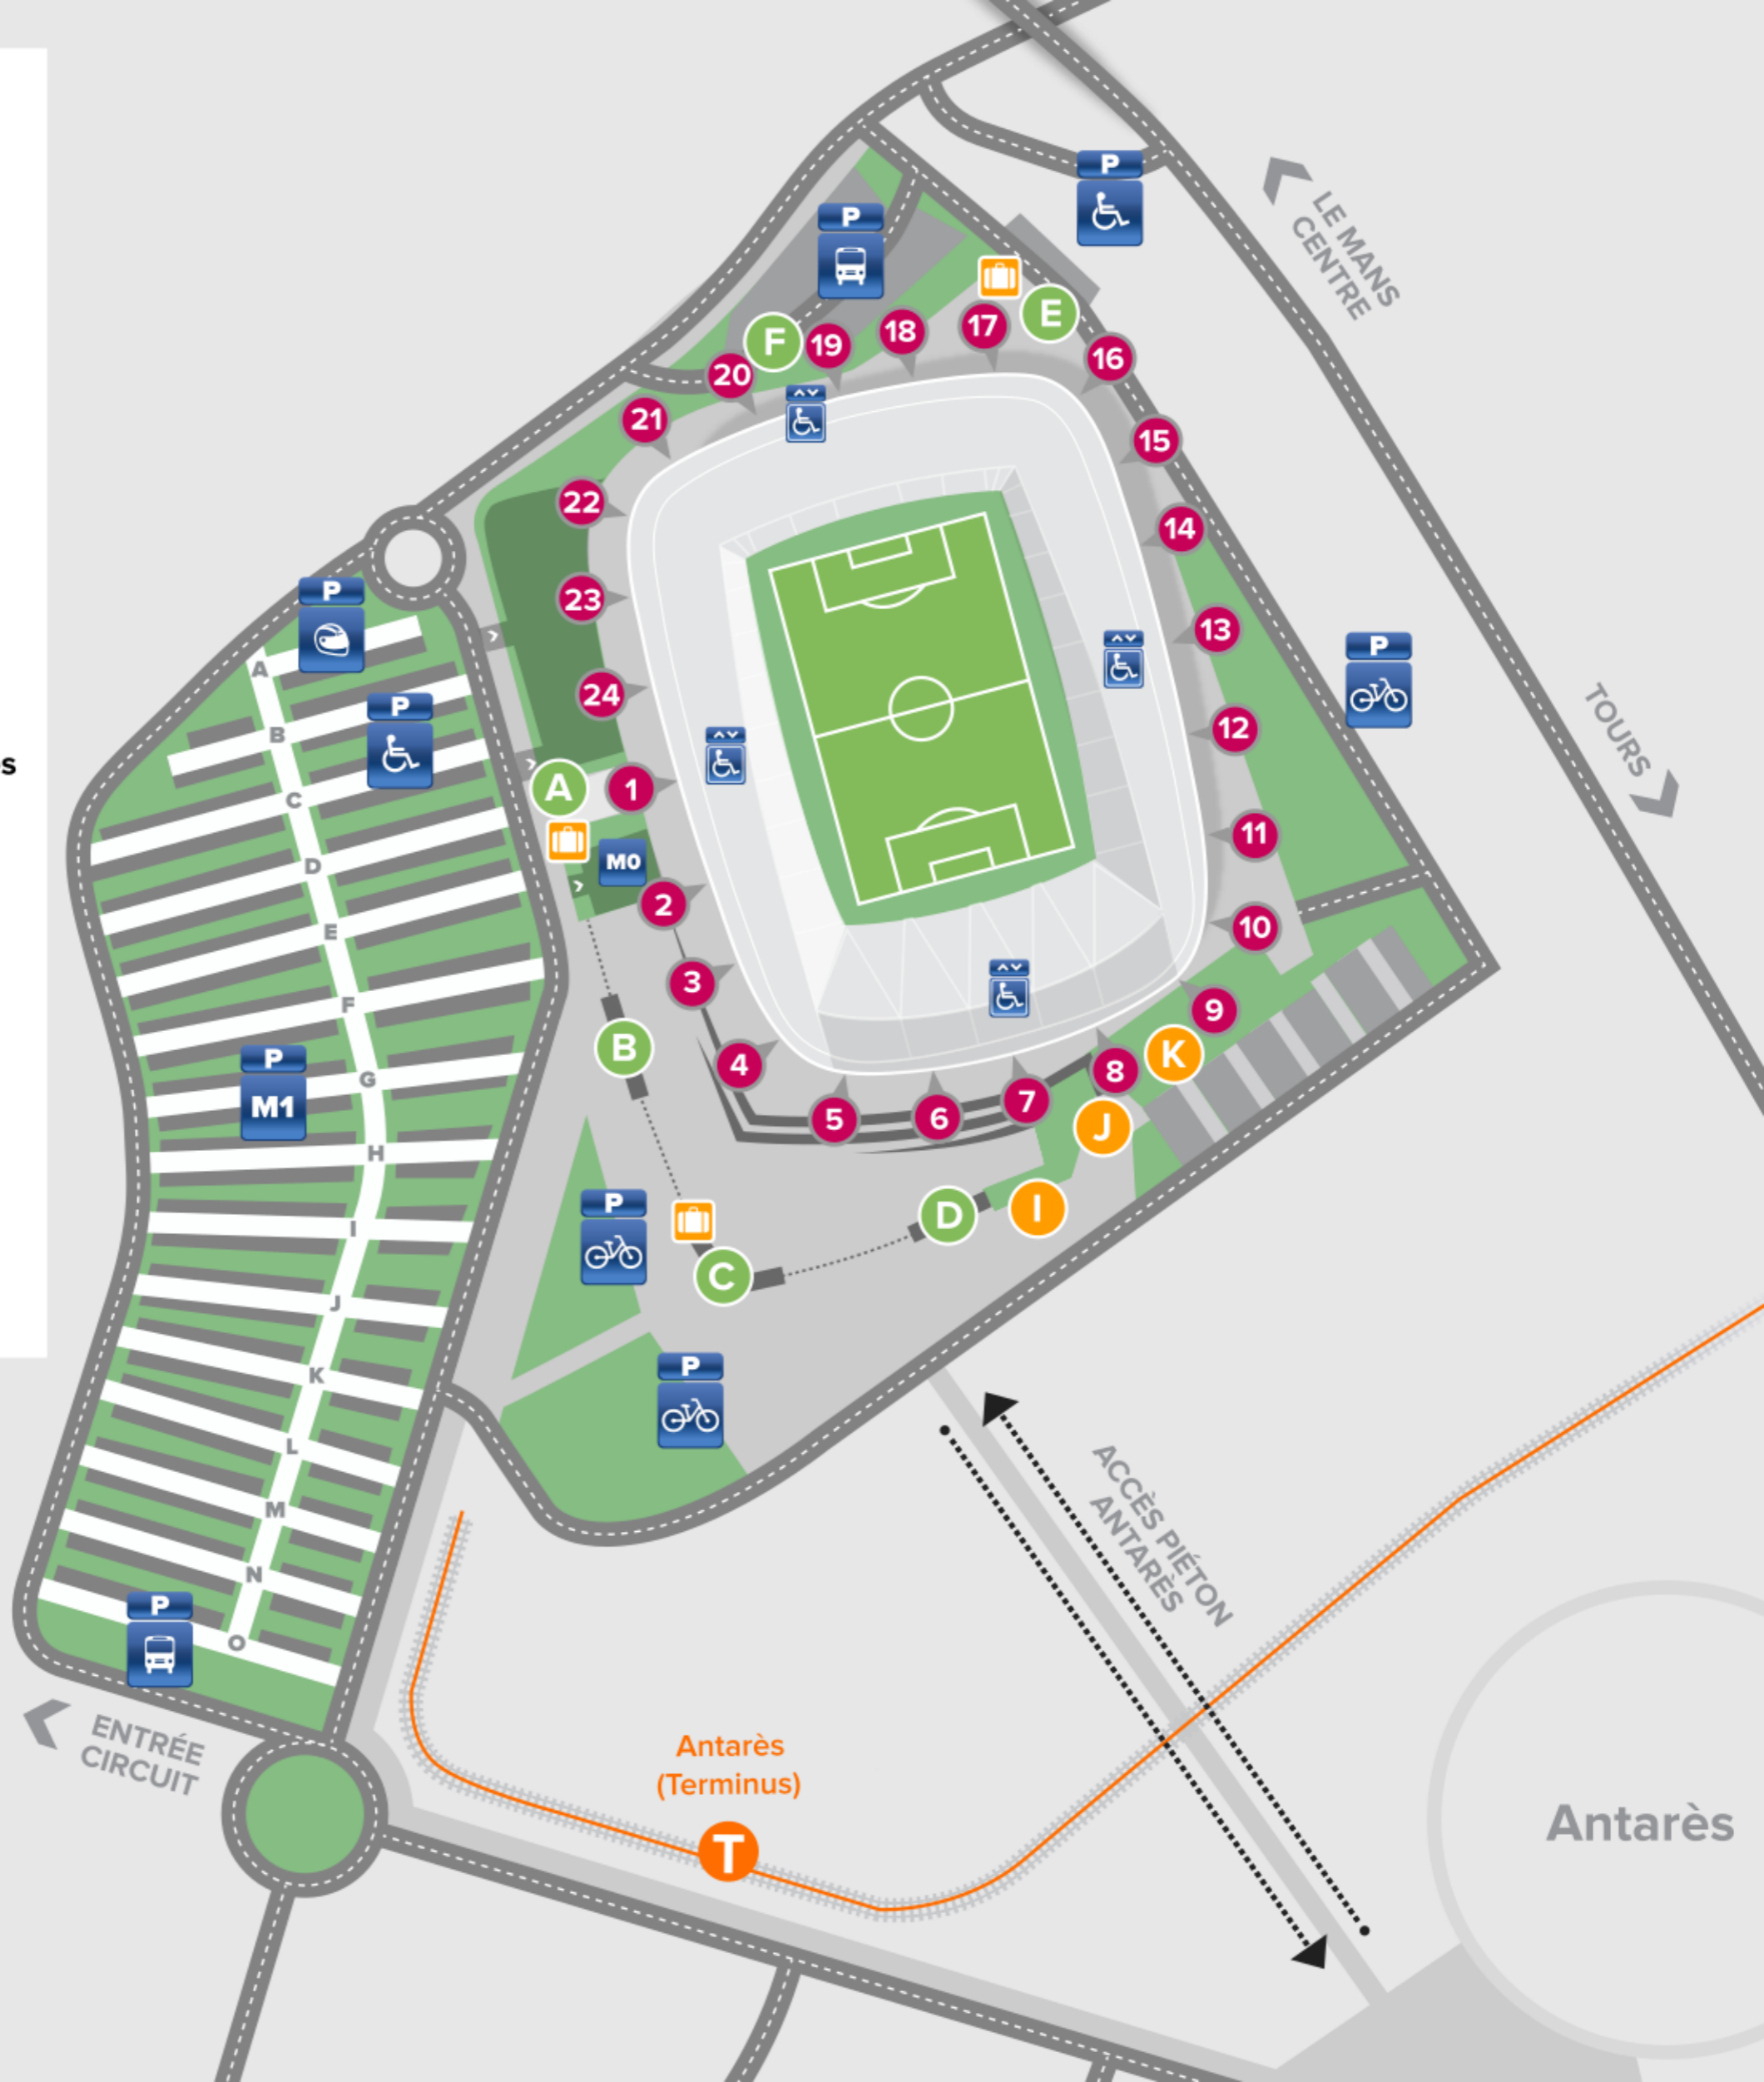 P
LE MANS
CENTRE
P
E
17
18
F
19
16
20
21
15
22
14
P
23
13
P
A
24
P
12
TOURS
B
s
A
1
C
11
M0
D
2
10
E
3
F
9
B
K
P
4
8
G
M1
7
5
6
J
H
P
D
I
I
C
J
P
K
L
ACCÈS PIÉTON
ANTARÈS
M
N
P
O
ENTRÉE
CIRCUIT
Antarès
(Terminus)
T
Antarès